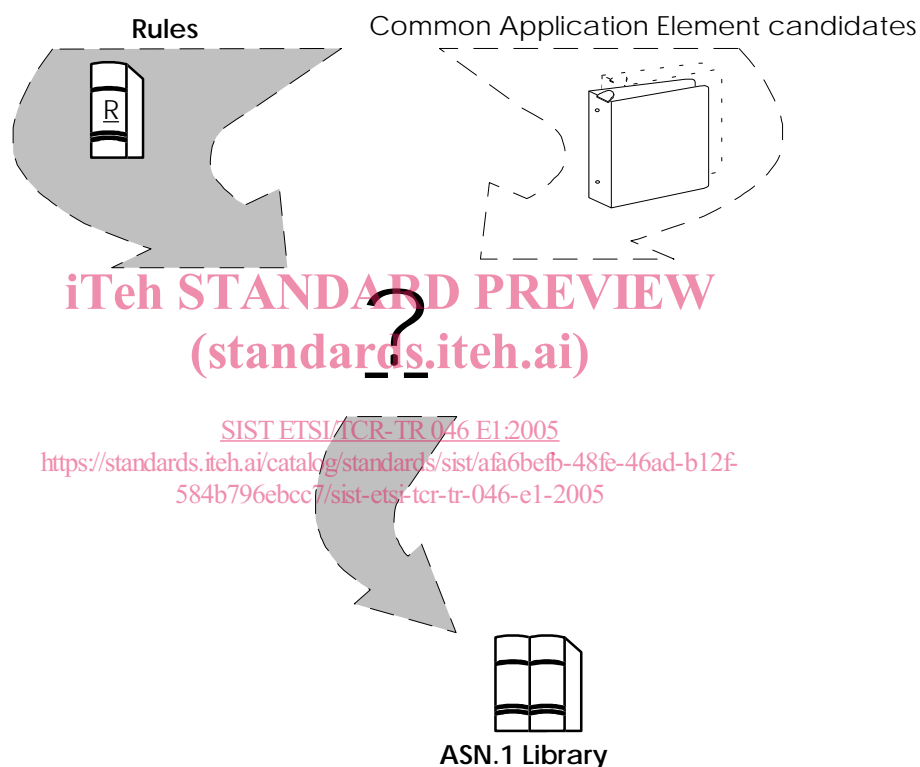 Rules
Common Application Element candidates
R
iTeh STANDARD PREVIEW
?
(standards.iteh.ai)
SIST ETSI/TCR-TR 046 E1:2005
https://standards.iteh.ai/catalog/standards/sist/afa6befb-48fe-46ad-b12f-
584b796ebcc7/sist-etsi-tcr-tr-046-e1-2005
ASN.1 Library